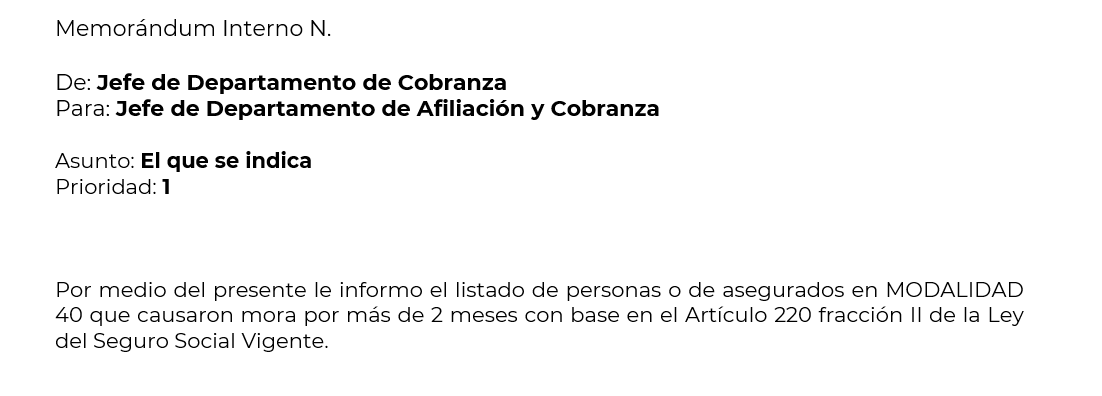 Memorándum Interno N.
De: Jefe de Departamento de Cobranza
Para: Jefe de Departamento de Afiliación y Cobranza
Asunto: El que se indica
Prioridad: 1
Por medio del presente le informo el listado de personas o de asegurados en MODALIDAD
40 que causaron mora por más de 2 meses con base en el Artículo 220 fracción II de la Ley
del Seguro Social Vigente.